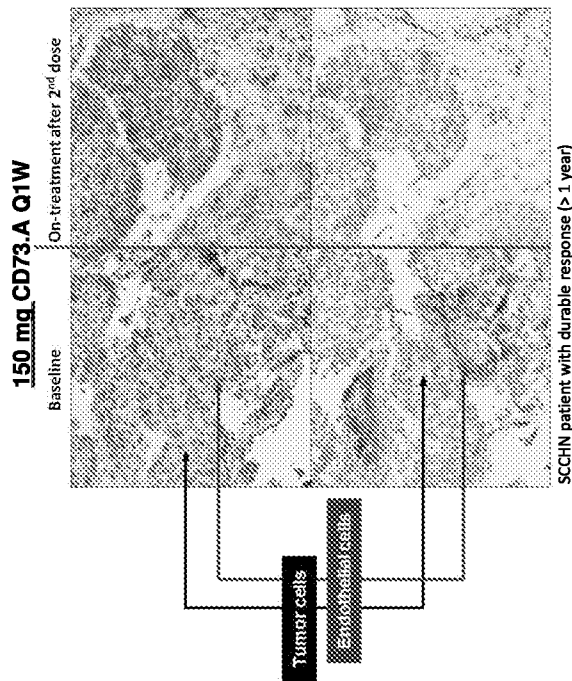 150 mg CD73.A Q1W
Baseline
On-treatment after 2nd dose
Tumor cells
Endothelial cells
SCCHN patient with durable response (> 1 year)